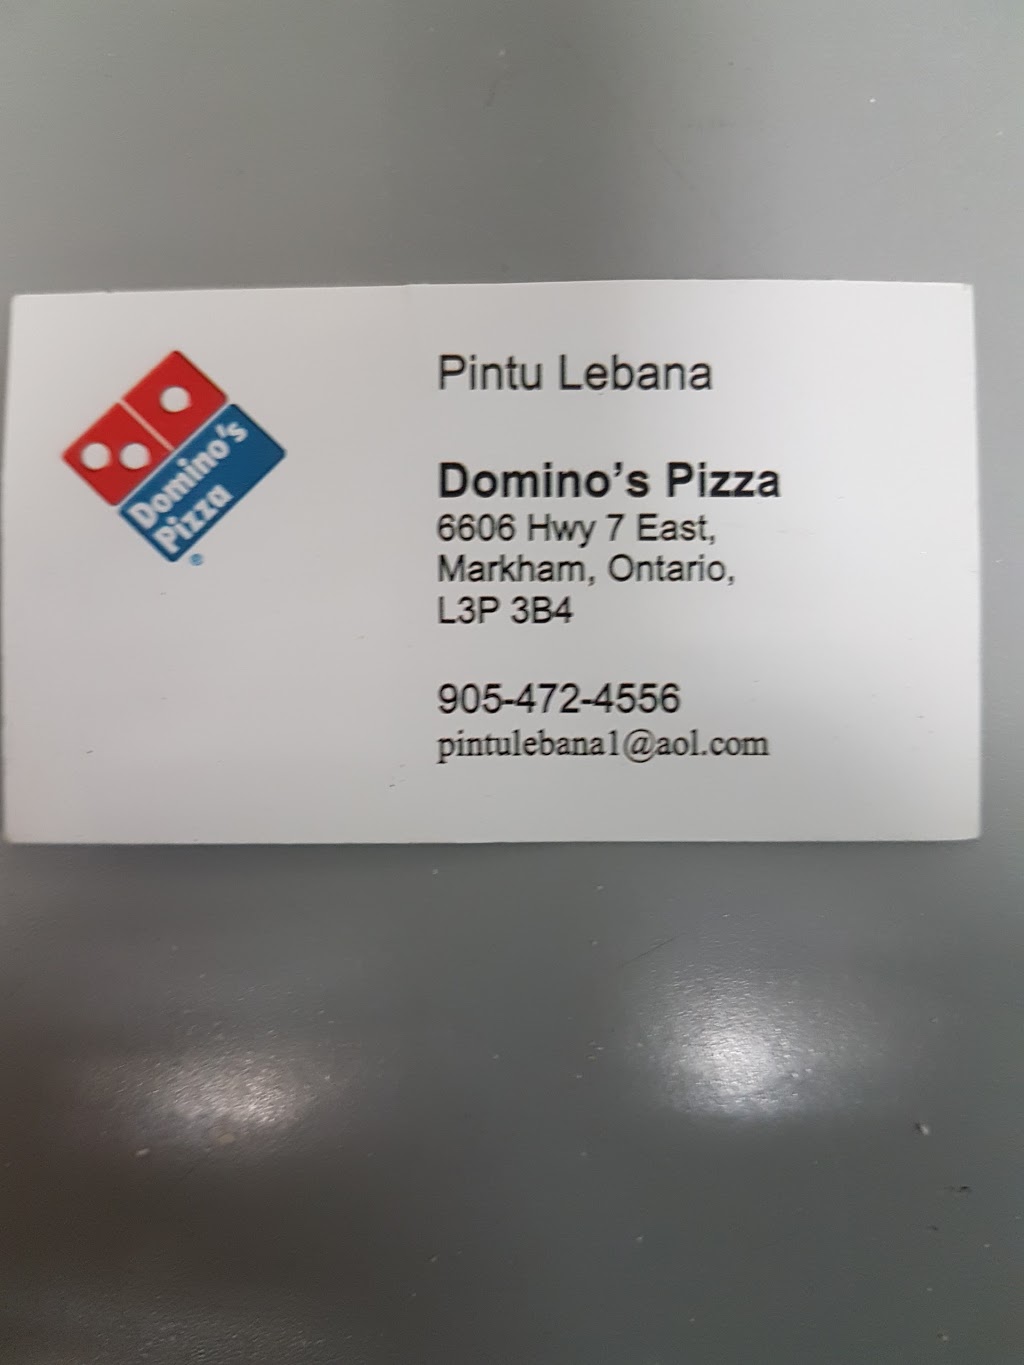 Domino's
Pizza
®
Pintu Lebana
Domino's Pizza
6606 Hwy 7 East,
Markham, Ontario,
L3P 3B4
905-472-4556
pintulebana1@aol.com